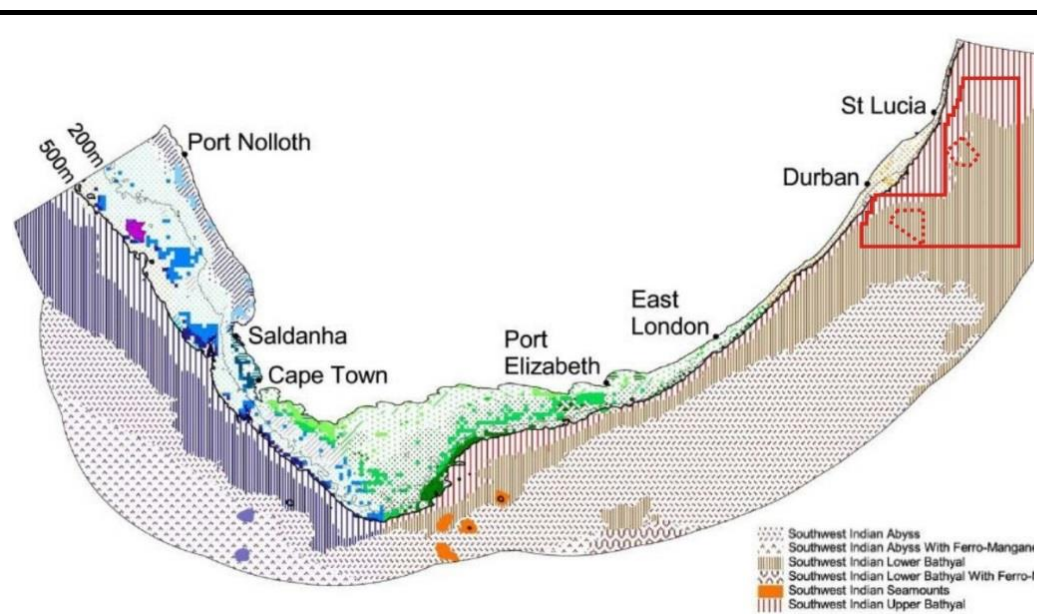 200m
500m
Port Nolloth
St Lucia
Durban
East
London
Port
Elizabeth
Saldanha
Cape Town
Southwest Indian Abyss
Southwest Indian Abyss With Ferro-Mangane
Southwest Indian Lower Bathyal
Southwest Indian Lower Bathyal With Ferro-
Southwest Indian Seamounts
Southwest Indian Upper Bathyal